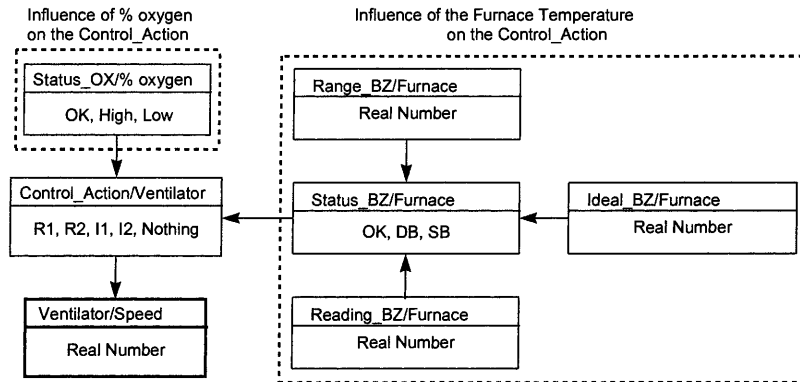 Influence of % oxygen
on the Control_Action
Influence of the Furnace Temperature
on the Control_Action
Status_OX/% oxygen
OK, High, Low
Range_BZ/Furnace
Real Number
Control_Action/Ventilator
R1, R2, I1, I2, Nothing
Status_BZ/Furnace
OK, DB, SB
Ideal_BZ/Furnace
Real Number
Ventilator/Speed
Real Number
Reading_BZ/Furnace
Real Number